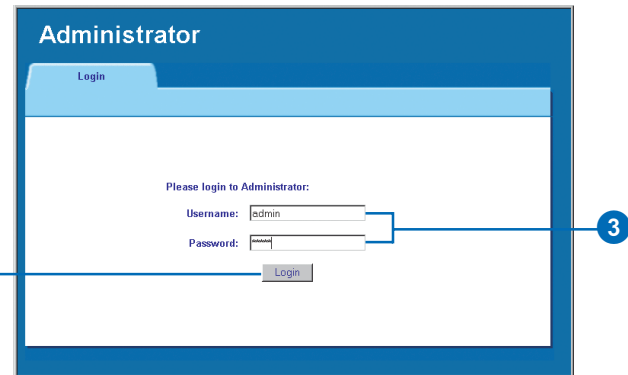 Administrator
Login
Please login to Administrator:
Username: admin
Password: *****
Login
3